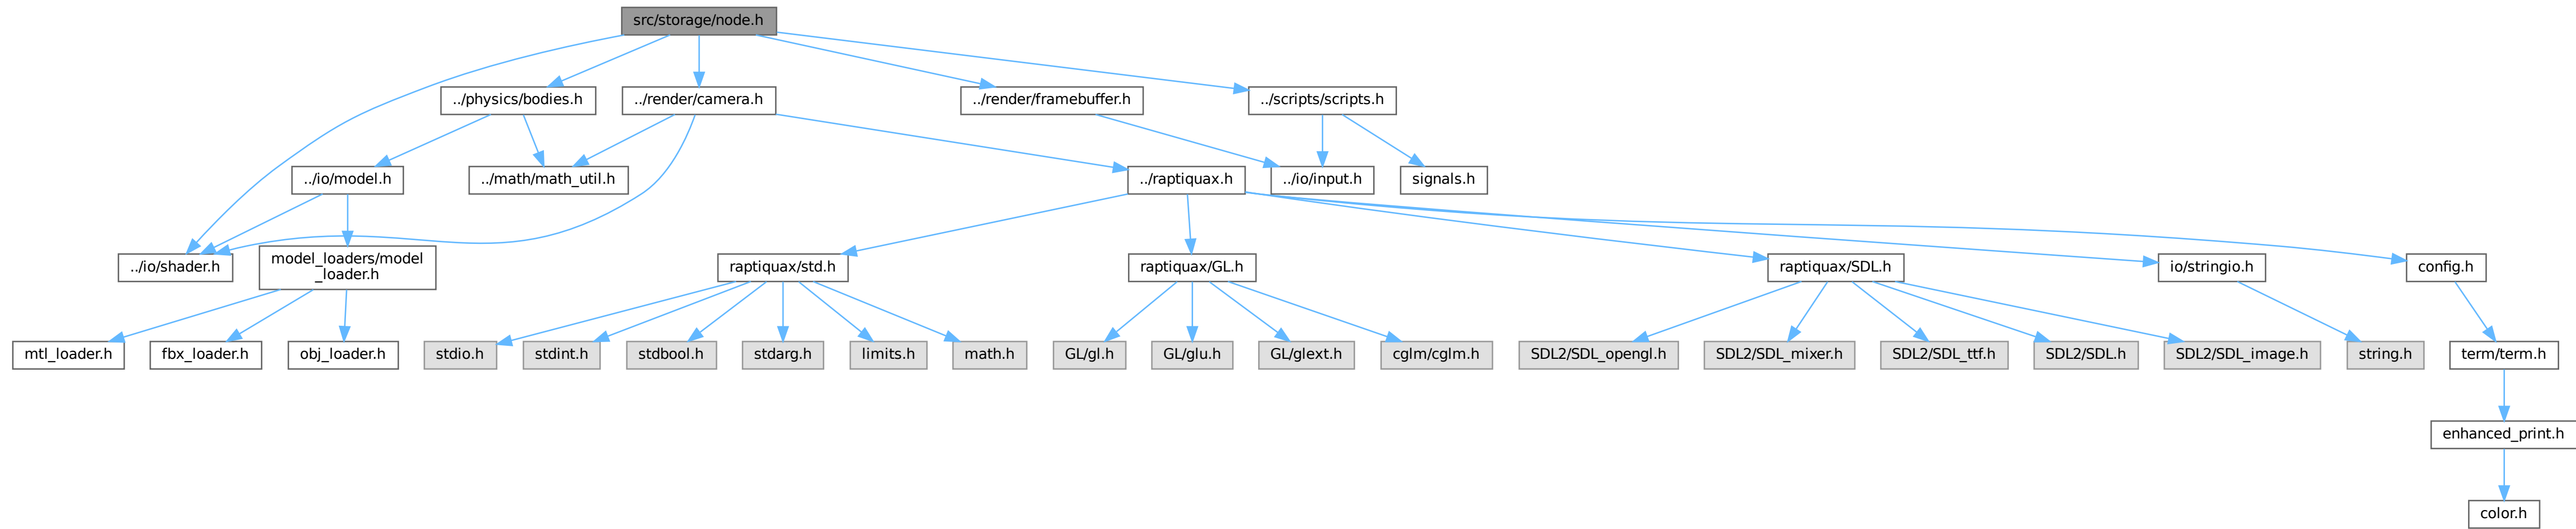 src/storage/node.h
../physics/bodies.h
../render/camera.h
../render/framebuffer.h
../scripts/scripts.h
../io/model.h
../math/math_util.h
../raptiquax.h
../io/input.h
signals.h
../io/shader.h
model_loaders/model
_loader.h
raptiquax/std.h
raptiquax/GL.h
raptiquax/SDL.h
io/stringio.h
config.h
mtl_loader.h
fbx_loader.h
obj_loader.h
stdio.h
stdint.h
stdbool.h
stdarg.h
limits.h
math.h
GL/gl.h
GL/glu.h
GL/glext.h
cglm/cglm.h
SDL2/SDL_opengl.h
SDL2/SDL_mixer.h
SDL2/SDL_ttf.h
SDL2/SDL.h
SDL2/SDL_image.h
string.h
term/term.h
enhanced_print.h
color.h